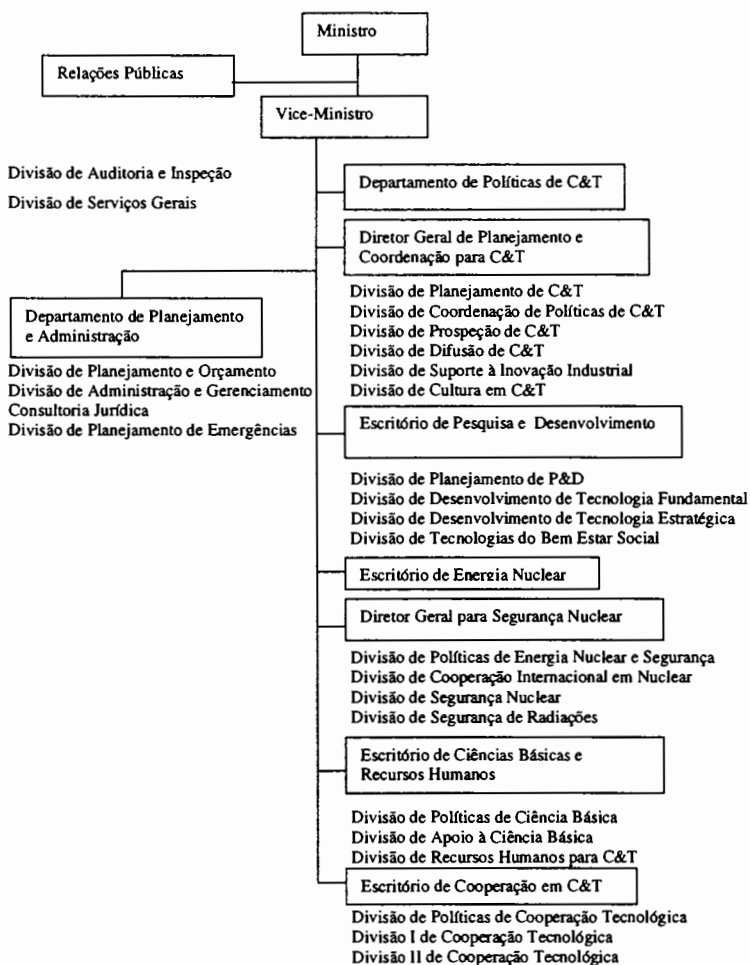 Ministro
Relações Públicas
Vice-Ministro
Divisão de Auditoria e Inspeção
Divisão de Serviços Gerais
Departamento de Políticas de C&T
Diretor Geral de Planejamento e
Coordenação para C&T
Divisão de Planejamento de C&T
Divisão de Coordenação de Políticas de C&T
Divisão de Prospeção de C&T
Divisão de Difusão de C&T
Divisão de Suporte à Inovação Industrial
Divisão de Cultura em C&T
Departamento de Planejamento
e Administração
Divisão de Planejamento e Orçamento
Divisão de Administração e Gerenciamento
Consultoria Jurídica
Divisão de Planejamento de Emergências
Escritório de Pesquisa e Desenvolvimento
Divisão de Planejamento de P&D
Divisão de Desenvolvimento de Tecnologia Fundamental
Divisão de Desenvolvimento de Tecnologia Estratégica
Divisão de Tecnologias do Bem Estar Social
Escritório de Energia Nuclear
Diretor Geral para Segurança Nuclear
Divisão de Políticas de Energia Nuclear e Segurança
Divisão de Cooperação Internacional em Nuclear
Divisão de Segurança Nuclear
Divisão de Segurança de Radiações
Escritório de Ciências Básicas e
Recursos Humanos
Divisão de Políticas de Ciência Básica
Divisão de Apoio à Ciência Básica
Divisão de Recursos Humanos para C&T
Escritório de Cooperação em C&T
Divisão de Políticas de Cooperação Tecnológica
Divisão I de Cooperação Tecnológica
Divisão II de Cooperação Tecnológica